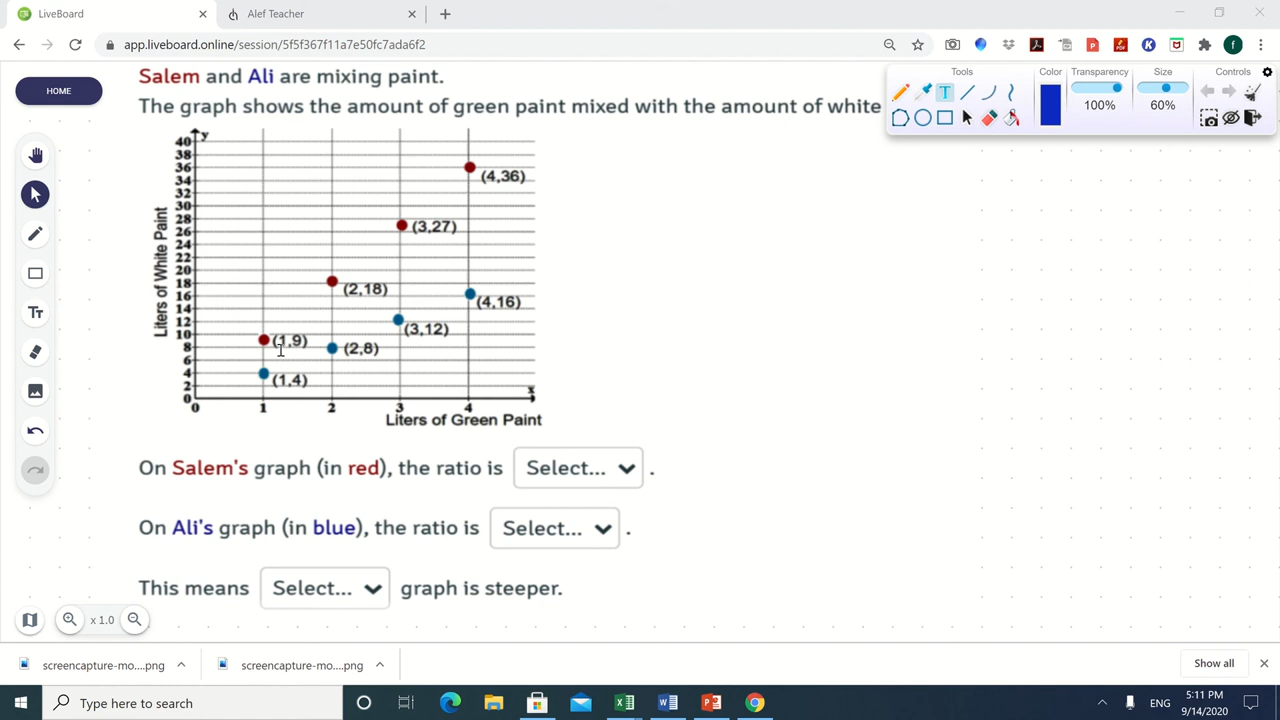 LiveBoard
Alef Teacher
app.liveboard.online/session/5f5f367f11a7e50fc7ada6f2
HOME
Salem and Ali are mixing paint.
The graph shows the amount of green paint mixed with the amount of white
Tools
Color
Transparency
Size
Controls
100%
60%
y
40
38
36
34
32
30
28
26
24
22
20
18
16
14
12
10
8
6
4
2
0
Liters of White Paint
(4,36)
(3,27)
(2,18)
(4,16)
(3,12)
(1,9)
(2,8)
(1,4)
x
0 1 2 3 4
Liters of Green Paint
On Salem's graph (in red), the ratio is Select... .
On Ali's graph (in blue), the ratio is Select... .
This means Select... graph is steeper.
x 1.0
screencapture-mo....png
screencapture-mo....png
Show all
Type here to search
ENG
5:11 PM
9/14/2020